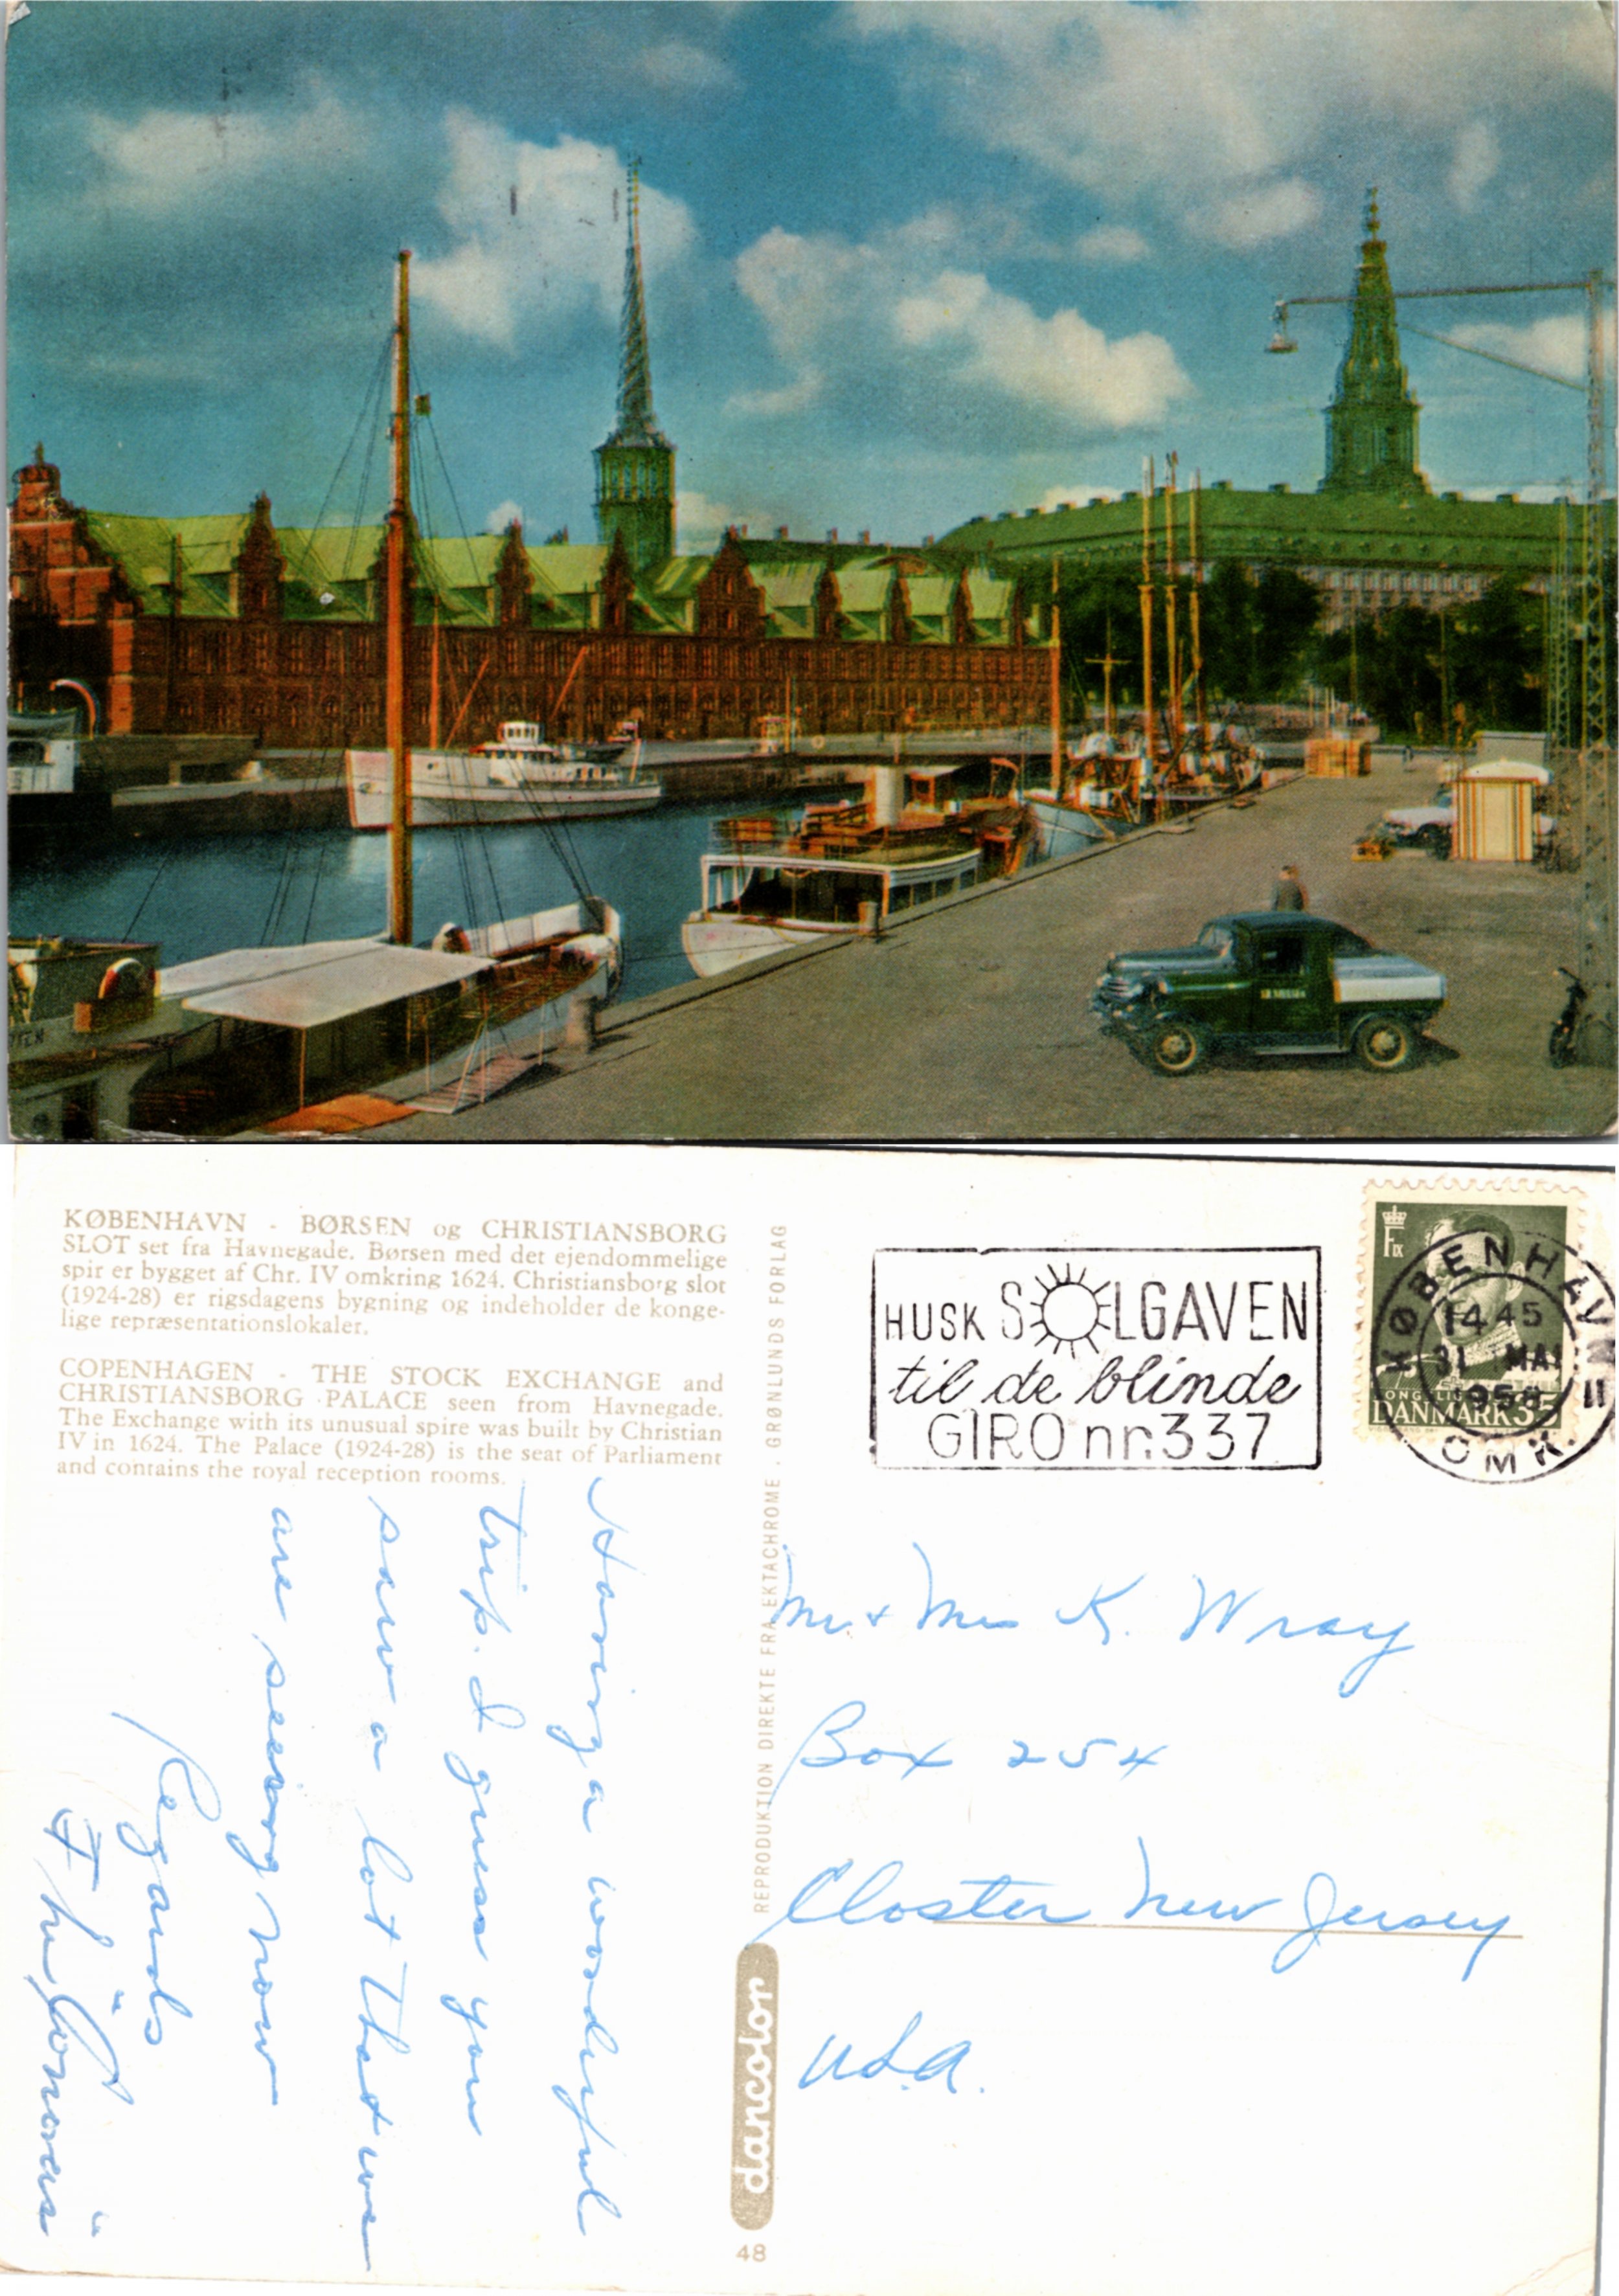 KØBENHAVN - BØRSEN og CHRISTIANSBORG
SLOT set fra Havnegade. Børsen med det ejendommelige
spir er bygget af Chr. IV omkring 1624. Christiansborg slot
(1924-28) er rigsdagens bygning og indeholder de konge-
lige repræsentationslokaler.
COPENHAGEN - THE STOCK EXCHANGE and
CHRISTIANSBORG PALACE seen from Havnegade.
The Exchange with its unusual spire was built by Christian
IV in 1624. The Palace (1924-28) is the seat of Parliament
and contains the royal reception rooms.
Having a wonderful
trip. I guess you
saw a lot that we
are seeing now
Regards
REPRODUKTION DIREKTE FRA EKTACHROME . GRØNLUNDS FORLAG
dancolor
48
HUSK SOLGAVEN
til de blinde
GIRO nr. 337
F IX
DANMARK 35
KØBENHAVN
1445
31 MAI
1958
OMK.
Mr. + Mrs K. Wray
Box 254
Closter New Jersey
U.S.A.